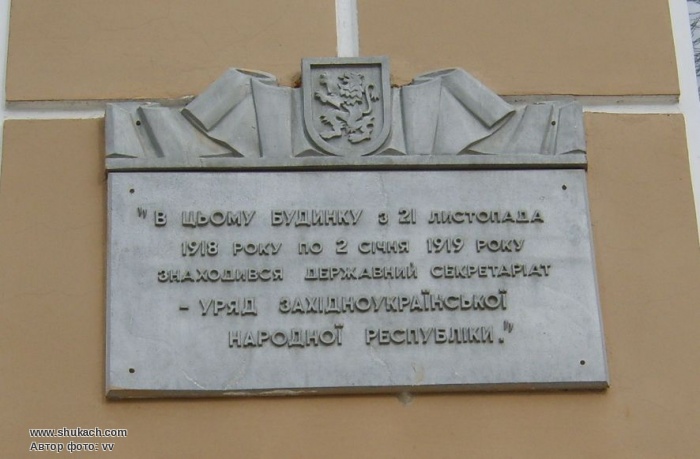 "В ЦЬОМУ БУДИНКУ З 21 ЛИСТОПАДА
1918 РОКУ ПО 2 СІЧНЯ 1919 РОКУ
ЗНАХОДИВСЯ ДЕРЖАВНИЙ СЕКРЕТАРІАТ
– УРЯД ЗАХІДНОУКРАЇНСЬКОЇ
НАРОДНОЇ РЕСПУБЛІКИ."
www.shukach.com
Автор фото: vv